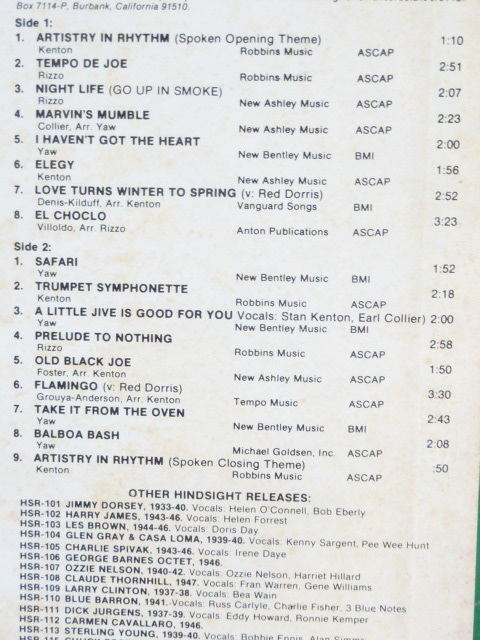 Box 7114-P, Burbank, California 91510.
Side 1:
1. ARTISTRY IN RHYTHM (Spoken Opening Theme) 1:10
Kenton Robbins Music ASCAP
2. TEMPO DE JOE 2:51
Rizzo Robbins Music ASCAP
3. NIGHT LIFE (GO UP IN SMOKE) 2:07
Rizzo New Ashley Music ASCAP
4. MARVIN'S MUMBLE 2:23
Collier, Arr. Yaw New Ashley Music ASCAP
5. I HAVEN'T GOT THE HEART 2:00
Yaw New Bentley Music BMI
6. ELEGY 1:56
Kenton New Ashley Music ASCAP
7. LOVE TURNS WINTER TO SPRING (v: Red Dorris) 2:52
Denis-Kilduff, Arr. Kenton Vanguard Songs BMI
8. EL CHOCLO 3:23
Villoldo, Arr. Rizzo Anton Publications ASCAP
Side 2:
1. SAFARI 1:52
Yaw New Bentley Music BMI
2. TRUMPET SYMPHONETTE 2:18
Kenton Robbins Music ASCAP
3. A LITTLE JIVE IS GOOD FOR YOU Vocals: Stan Kenton, Earl Collier) 2:00
Yaw New Bentley Music BMI
4. PRELUDE TO NOTHING 2:58
Rizzo Robbins Music ASCAP
5. OLD BLACK JOE 1:50
Foster, Arr. Kenton New Ashley Music ASCAP
6. FLAMINGO (v: Red Dorris) 3:30
Grouya-Anderson, Arr. Kenton Tempo Music ASCAP
7. TAKE IT FROM THE OVEN 2:43
Yaw New Bentley Music BMI
8. BALBOA BASH 2:08
Yaw Michael Goldsen, Inc. ASCAP
9. ARTISTRY IN RHYTHM (Spoken Closing Theme) :50
Kenton Robbins Music ASCAP
OTHER HINDSIGHT RELEASES:
HSR-101 JIMMY DORSEY, 1939-40. Vocals: Helen O'Connell, Bob Eberly
HSR-102 HARRY JAMES, 1943-46. Vocals: Helen Forrest
HSR-103 LES BROWN, 1944-46. Vocals: Doris Day
HSR-104 GLEN GRAY & CASA LOMA, 1939-40. Vocals: Kenny Sargent, Pee Wee Hunt
HSR-105 CHARLIE SPIVAK, 1943-46. Vocals: Irene Daye
HSR-106 GEORGE BARNES OCTET, 1946.
HSR-107 OZZIE NELSON, 1940-42. Vocals: Ozzie Nelson, Harriet Hillard
HSR-108 CLAUDE THORNHILL, 1947. Vocals: Fran Warren, Gene Williams
HSR-109 LARRY CLINTON, 1937-38. Vocals: Bea Wain
HSR-110 BLUE BARRON, 1941. Vocals: Russ Carlyle, Charlie Fisher, 3 Blue Notes
HSR-111 DICK JURGENS, 1937-39. Vocals: Eddy Howard, Ronnie Kemper
HSR-112 CARMEN CAVALLARO, 1946.
HSR-113 STERLING YOUNG, 1939-40. Vocals: Bobbie Ennis, Alan